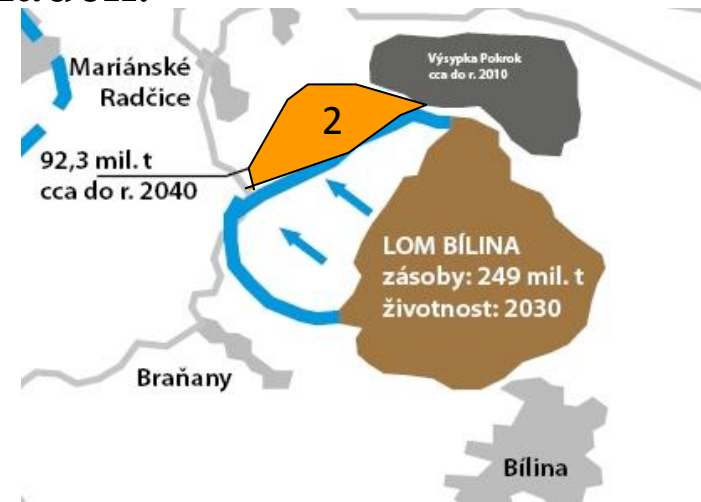 Mariánské
Radčice
Výsypka Pokrok
cca do r. 2010
2
92,3 mil. t
cca do r. 2040
LOM BÍLINA
zásoby: 249 mil. t
životnost: 2030
Braňany
Bílina